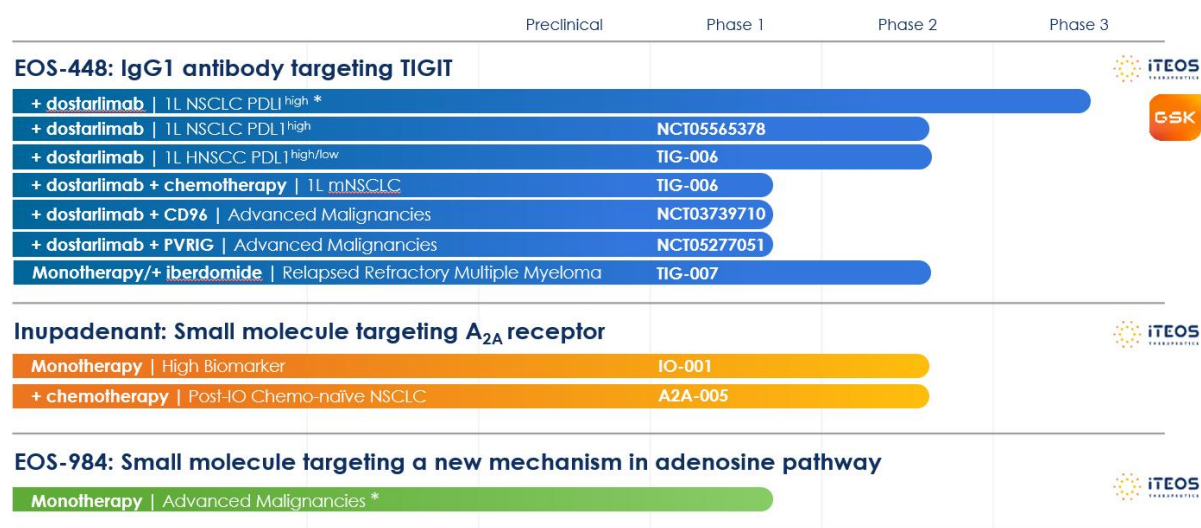 Preclinical Phase 1 Phase 2 Phase 3
EOS-448: IgG1 antibody targeting TIGIT
iTEOS
THERAPEUTICS
+ dostarlimab | 1L NSCLC PDLI high *
GSK
+ dostarlimab | 1L NSCLC PDL1 high NCT05565378
+ dostarlimab | 1L HNSCC PDL1 high/low TIG-006
+ dostarlimab + chemotherapy | 1L mNSCLC TIG-006
+ dostarlimab + CD96 | Advanced Malignancies NCT03739710
+ dostarlimab + PVRIG | Advanced Malignancies NCT05277051
Monotherapy/+ iberdomide | Relapsed Refractory Multiple Myeloma TIG-007
Inupadenant: Small molecule targeting A2A receptor
iTEOS
THERAPEUTICS
Monotherapy | High Biomarker IO-001
+ chemotherapy | Post-IO Chemo-naïve NSCLC A2A-005
EOS-984: Small molecule targeting a new mechanism in adenosine pathway
iTEOS
THERAPEUTICS
Monotherapy | Advanced Malignancies *